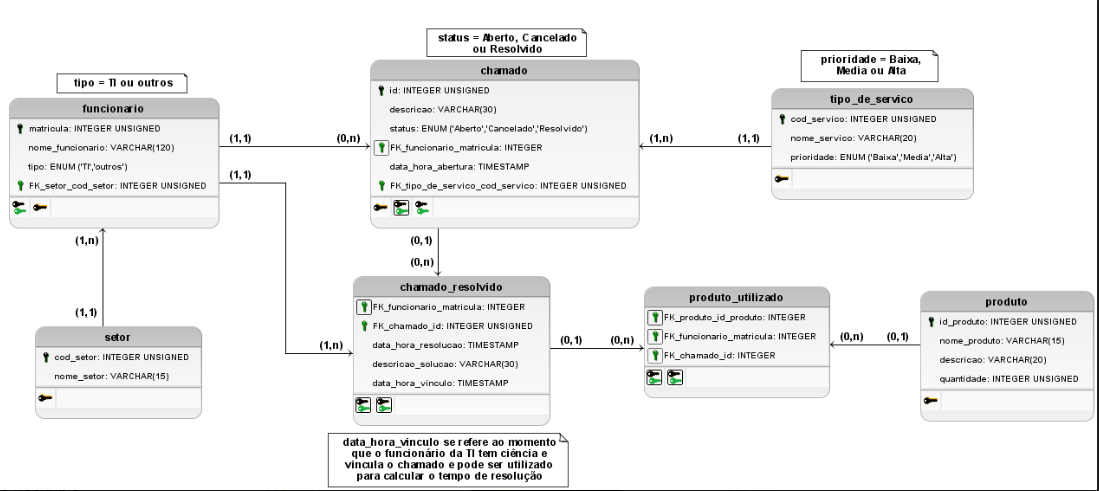 status = Aberto, Cancelado
ou Resolvido
tipo = TI ou outros
prioridade = Baixa,
Media ou Alta
funcionario
matricula: INTEGER UNSIGNED
nome_funcionario: VARCHAR(120)
tipo: ENUM ('TI','outros')
FK_setor_cod_setor: INTEGER UNSIGNED
(1,1)
(0,n)
(1,1)
chamado
id: INTEGER UNSIGNED
descricao: VARCHAR(30)
status: ENUM ('Aberto','Cancelado','Resolvido')
FK_funcionario_matricula: INTEGER
data_hora_abertura: TIMESTAMP
FK_tipo_de_servico_cod_servico: INTEGER UNSIGNED
(1,n)
(1,1)
tipo_de_servico
cod_servico: INTEGER UNSIGNED
nome_servico: VARCHAR(20)
prioridade: ENUM ('Baixa','Media','Alta')
(1,n)
(1,1)
(0,1)
(0,n)
setor
cod_setor: INTEGER UNSIGNED
nome_setor: VARCHAR(15)
(1,n)
chamado_resolvido
FK_funcionario_matricula: INTEGER
FK_chamado_id: INTEGER UNSIGNED
data_hora_resolucao: TIMESTAMP
descricao_solucao: VARCHAR(30)
data_hora_vinculo: TIMESTAMP
(0,1)
(0,n)
produto_utilizado
FK_produto_id_produto: INTEGER
FK_funcionario_matricula: INTEGER
FK_chamado_id: INTEGER
(0,n)
(0,1)
produto
id_produto: INTEGER UNSIGNED
nome_produto: VARCHAR(15)
descricao: VARCHAR(20)
quantidade: INTEGER UNSIGNED
data_hora_vinculo se refere ao momento
que o funcionário da TI tem ciência e
vincula o chamado e pode ser utilizado
para calcular o tempo de resolução